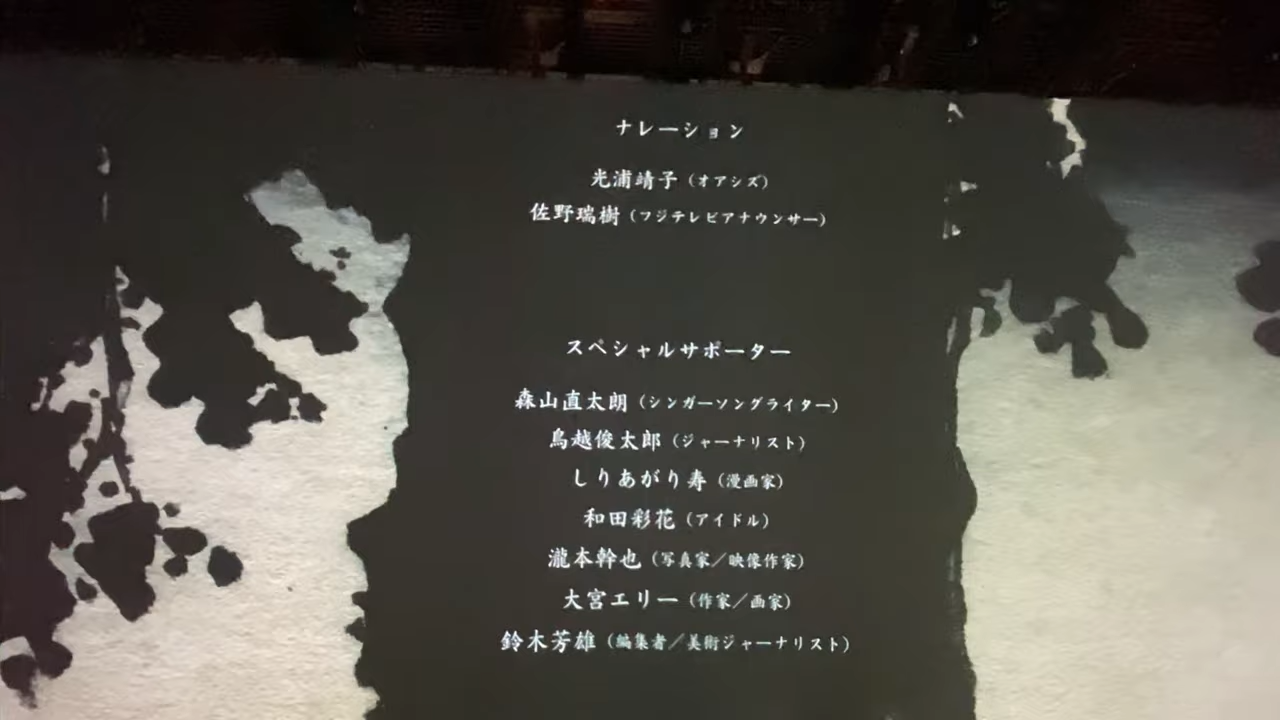 ナレーション
光浦靖子（オアシズ）
佐野瑞樹（フジテレビアナウンサー）
スペシャルサポーター
森山直太朗（シンガーソングライター）
鳥越俊太郎（ジャーナリスト）
しりあがり寿（漫画家）
和田彩花（アイドル）
瀧本幹也（写真家／映像作家）
大宮エリー（作家／画家）
鈴木芳雄（編集者／美術ジャーナリスト）